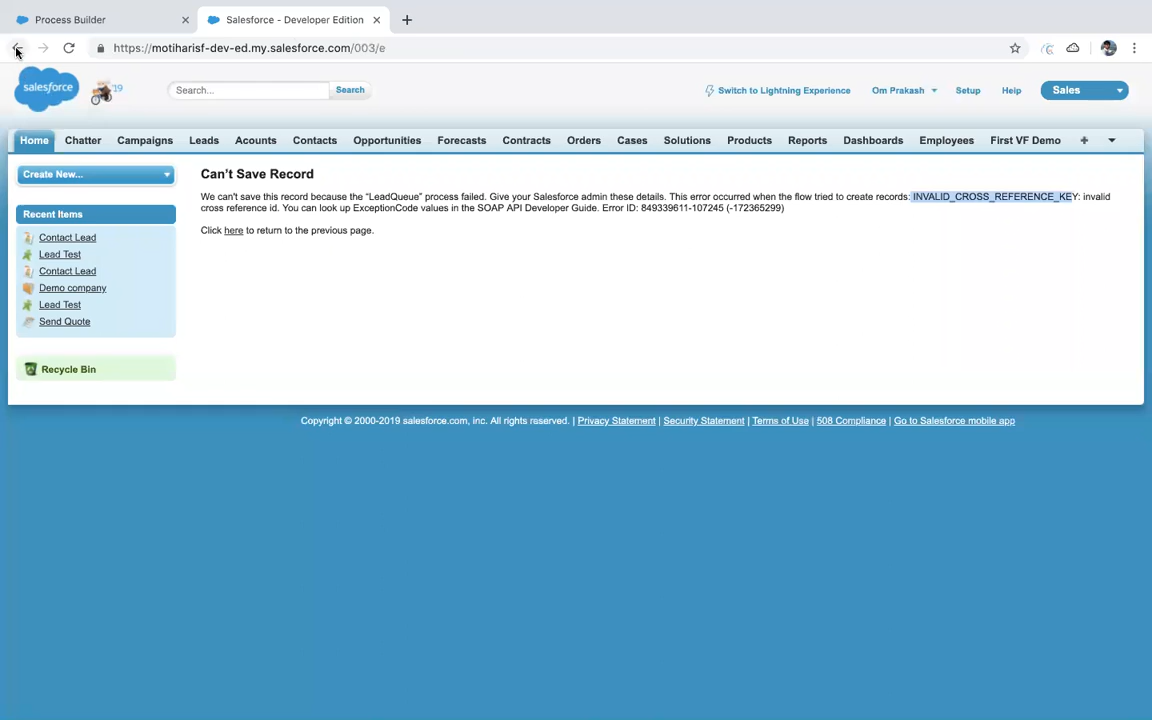 Process Builder
Salesforce - Developer Edition
https://motiharisf-dev-ed.my.salesforce.com/003/e
salesforce
'19
Search...
Search
Switch to Lightning Experience
Om Prakash
Setup
Help
Sales
Home
Chatter
Campaigns
Leads
Acounts
Contacts
Opportunities
Forecasts
Contracts
Orders
Cases
Solutions
Products
Reports
Dashboards
Employees
First VF Demo
+
Create New...
Recent Items
Contact Lead
Lead Test
Contact Lead
Demo company
Lead Test
Send Quote
Recycle Bin
Can't Save Record
We can't save this record because the “LeadQueue” process failed. Give your Salesforce admin these details. This error occurred when the flow tried to create records: INVALID_CROSS_REFERENCE_KEY: invalid
cross reference id. You can look up ExceptionCode values in the SOAP API Developer Guide. Error ID: 849339611-107245 (-172365299)
Click here to return to the previous page.
Copyright © 2000-2019 salesforce.com, inc. All rights reserved. | Privacy Statement | Security Statement | Terms of Use | 508 Compliance | Go to Salesforce mobile app